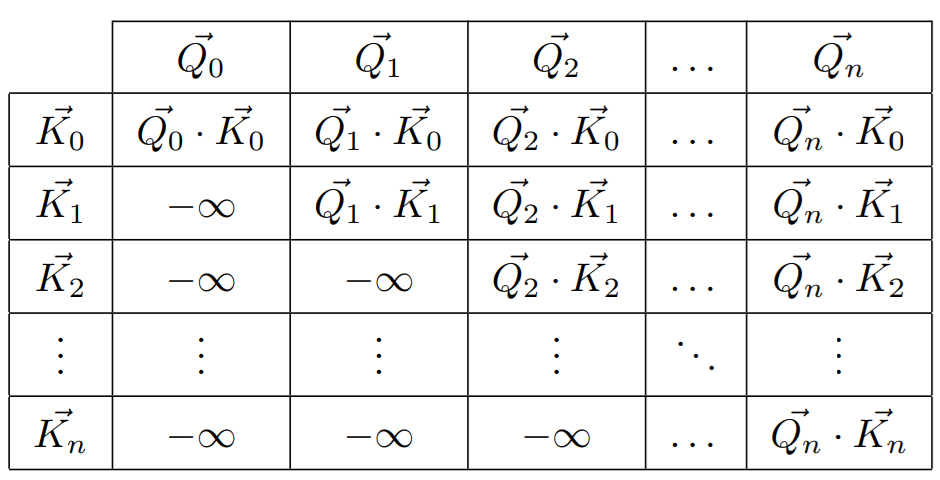 Q⃗₀ Q⃗₁ Q⃗₂ … Q⃗ₙ
K⃗₀ Q⃗₀ · K⃗₀ Q⃗₁ · K⃗₀ Q⃗₂ · K⃗₀ … Q⃗ₙ · K⃗₀
K⃗₁ −∞ Q⃗₁ · K⃗₁ Q⃗₂ · K⃗₁ … Q⃗ₙ · K⃗₁
K⃗₂ −∞ −∞ Q⃗₂ · K⃗₂ … Q⃗ₙ · K⃗₂
⋮ ⋮ ⋮ ⋮ ⋱ ⋮
K⃗ₙ −∞ −∞ −∞ … Q⃗ₙ · K⃗ₙ